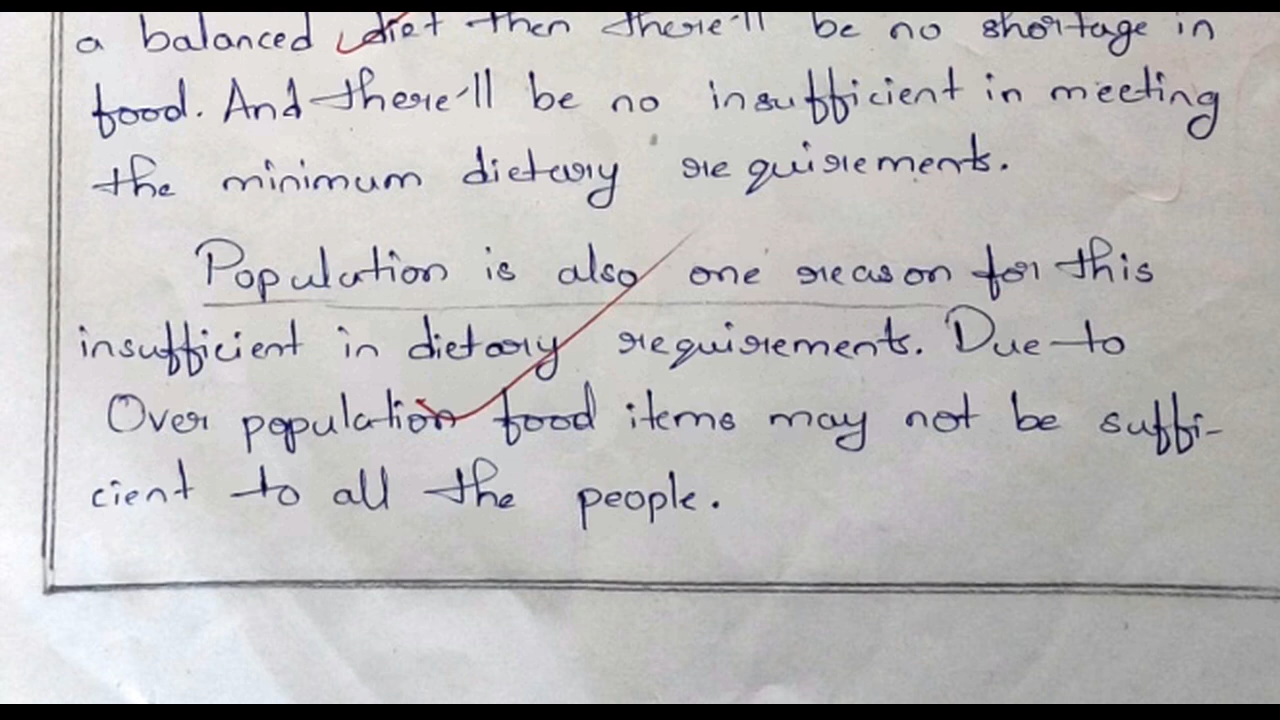 a balanced diet then there'll be no shortage in
food. And there'll be no insufficient in meeting
the minimum dietary requirements.
Population is also one reason for this
insufficient in dietary requirements. Due to
Over population food items may not be suffi-
cient to all the people.